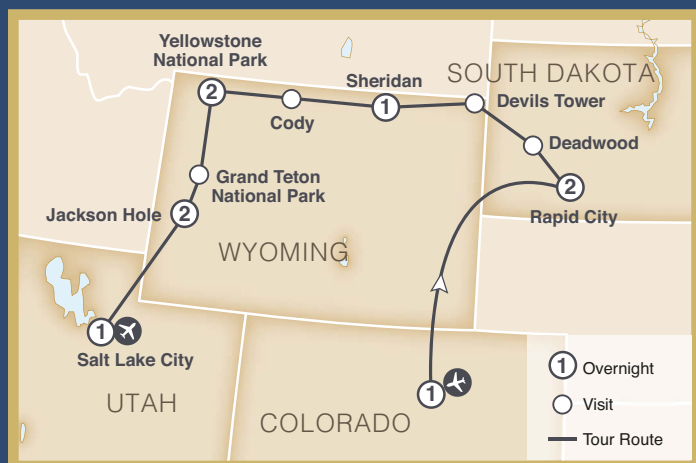 Yellowstone
National Park
2
Cody
Sheridan
1
SOUTH DAKOTA
Devils Tower
Deadwood
2
Rapid City
Grand Teton
National Park
Jackson Hole
2
WYOMING
1
Salt Lake City
UTAH
COLORADO
1
1 Overnight
Visit
Tour Route